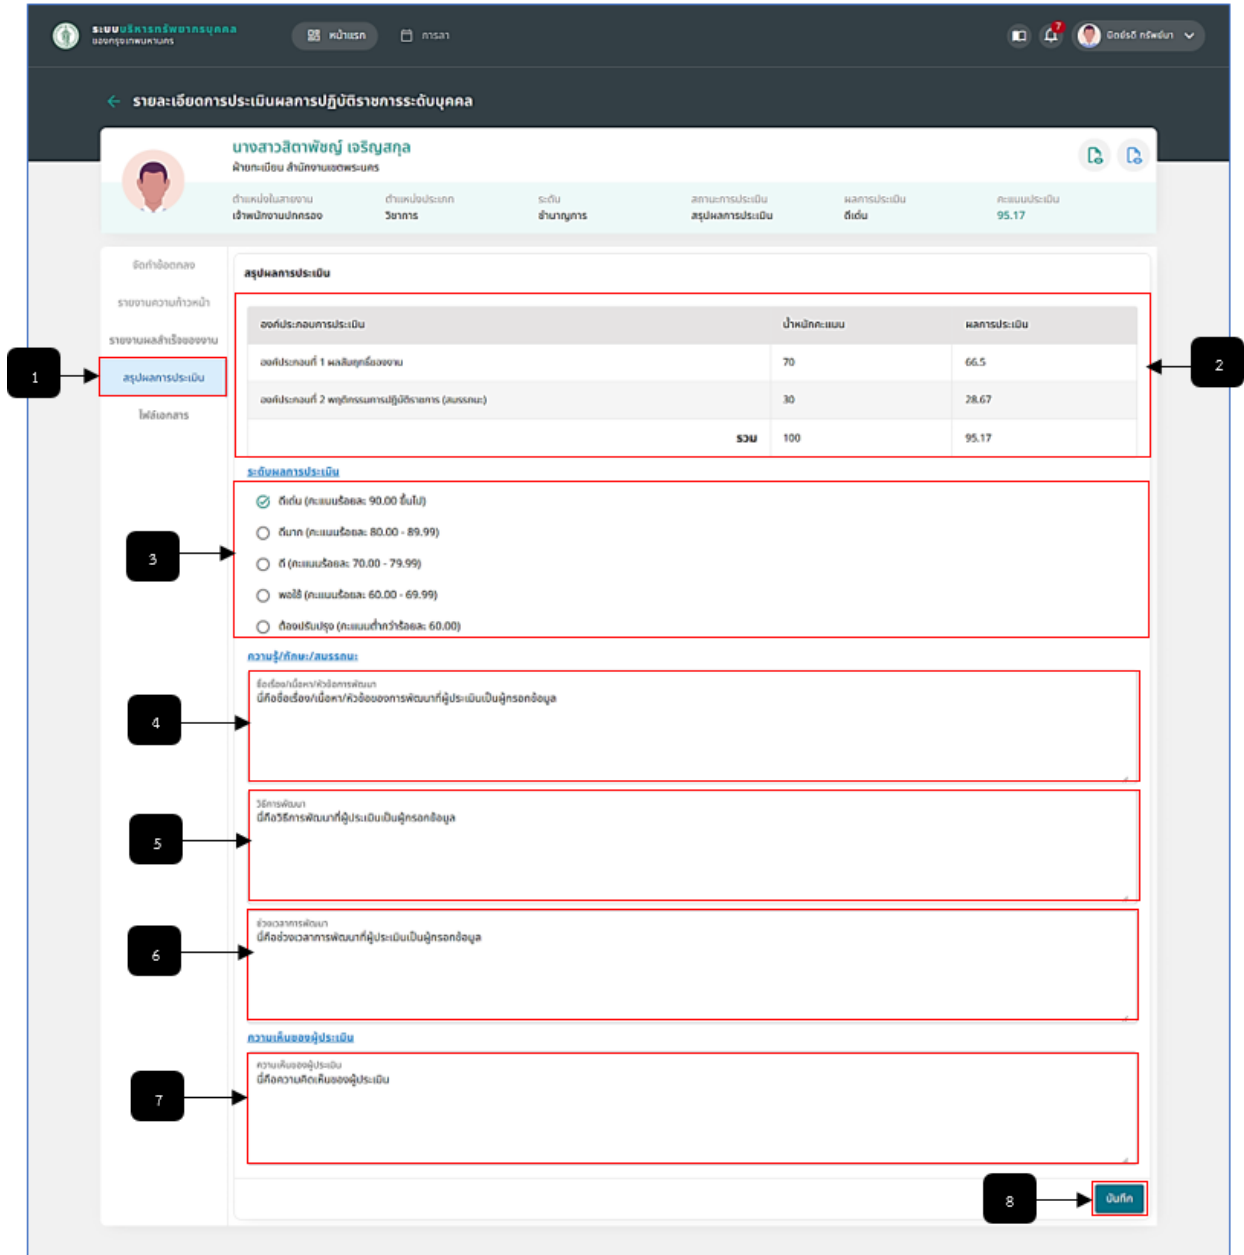 ระบบบริหารทรัพยากรบุคคล
ของกรุงเทพมหานคร
หน้าแรก
การลา
7
รายละเอียดการประเมินผลการปฏิบัติราชการระดับบุคคล
นางสาวสิตาพัชญ์ เจริญสกุล
ฝ่ายทะเบียน สำนักงานเขตพระนคร
ตำแหน่งในสายงาน ตำแหน่งประเภท ระดับ สถานะการประเมิน ผลการประเมิน คะแนนประเมิน
เจ้าพนักงานปกครอง วิชาการ ชำนาญการ สรุปผลการประเมิน ดีเด่น 95.17
จัดทำข้อตกลง
รายงานความก้าวหน้า
รายงานผลสำเร็จของงาน
1
สรุปผลการประเมิน
ไฟล์เอกสาร
สรุปผลการประเมิน
องค์ประกอบการประเมิน น้ำหนักคะแนน ผลการประเมิน
องค์ประกอบที่ 1 ผลสัมฤทธิ์ของงาน 70 66.5
2
องค์ประกอบที่ 2 พฤติกรรมการปฏิบัติราชการ (สมรรถนะ) 30 28.67
รวม 100 95.17
ระดับผลการประเมิน
ดีเด่น (คะแนนร้อยละ 90.00 ขึ้นไป)
ดีมาก (คะแนนร้อยละ 80.00 - 89.99)
3
ดี (คะแนนร้อยละ 70.00 - 79.99)
พอใช้ (คะแนนร้อยละ 60.00 - 69.99)
ต้องปรับปรุง (คะแนนต่ำกว่าร้อยละ 60.00)
ความรู้/ทักษะ/สมรรถนะ
ชื่อเรื่อง/เนื้อหา/หัวข้อการพัฒนา
นี่คือชื่อเรื่อง/เนื้อหา/หัวข้อของการพัฒนาที่ผู้ประเมินเป็นผู้กรอกข้อมูล
4
วิธีการพัฒนา
นี่คือวิธีการพัฒนาที่ผู้ประเมินเป็นผู้กรอกข้อมูล
5
ช่วงเวลาการพัฒนา
นี่คือช่วงเวลาการพัฒนาที่ผู้ประเมินเป็นผู้กรอกข้อมูล
6
ความเห็นของผู้ประเมิน
ความเห็นของผู้ประเมิน
นี่คือความคิดเห็นของผู้ประเมิน
7
8
บันทึก